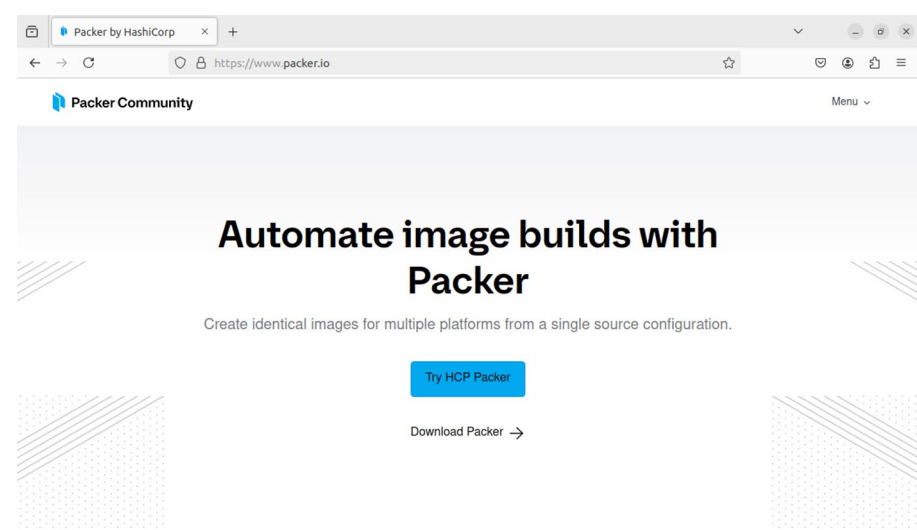 Packer by HashiCorp
https://www.packer.io
Packer Community
Menu
Automate image builds with
Packer
Create identical images for multiple platforms from a single source configuration.
Try HCP Packer
Download Packer